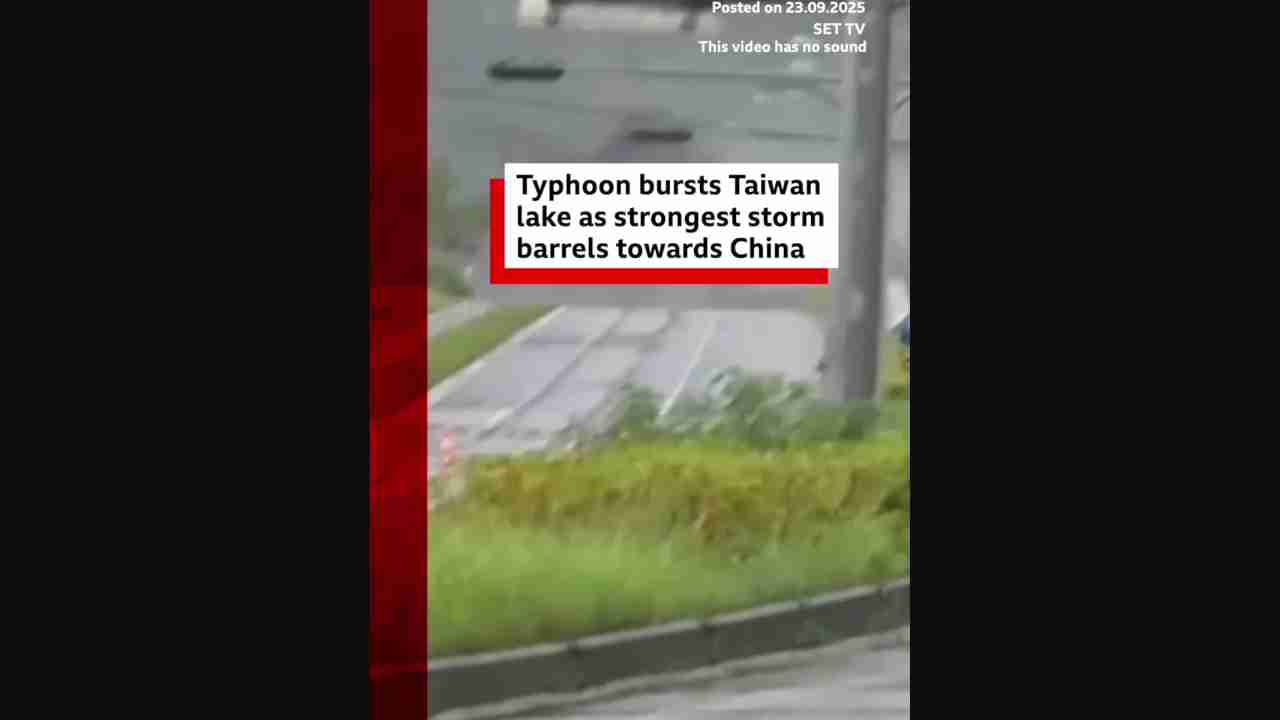 Posted on 23.09.2025
SET TV
This video has no sound
Typhoon bursts Taiwan
lake as strongest storm
barrels towards China